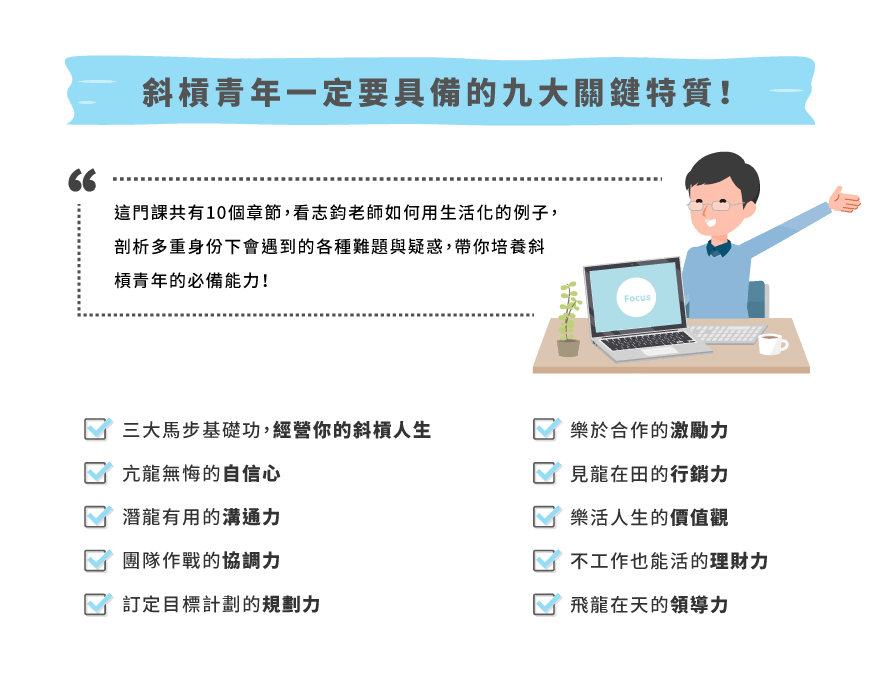 斜槓青年一定要具備的九大關鍵特質！
這門課共有10個章節，看志鈞老師如何用生活化的例子，
剖析多重身份下會遇到的各種難題與疑惑，帶你培養斜
槓青年的必備能力！
Focus
三大馬步基礎功，經營你的斜槓人生
亢龍無悔的自信心
潛龍有用的溝通力
團隊作戰的協調力
訂定目標計劃的規劃力
樂於合作的激勵力
見龍在田的行銷力
樂活人生的價值觀
不工作也能活的理財力
飛龍在天的領導力